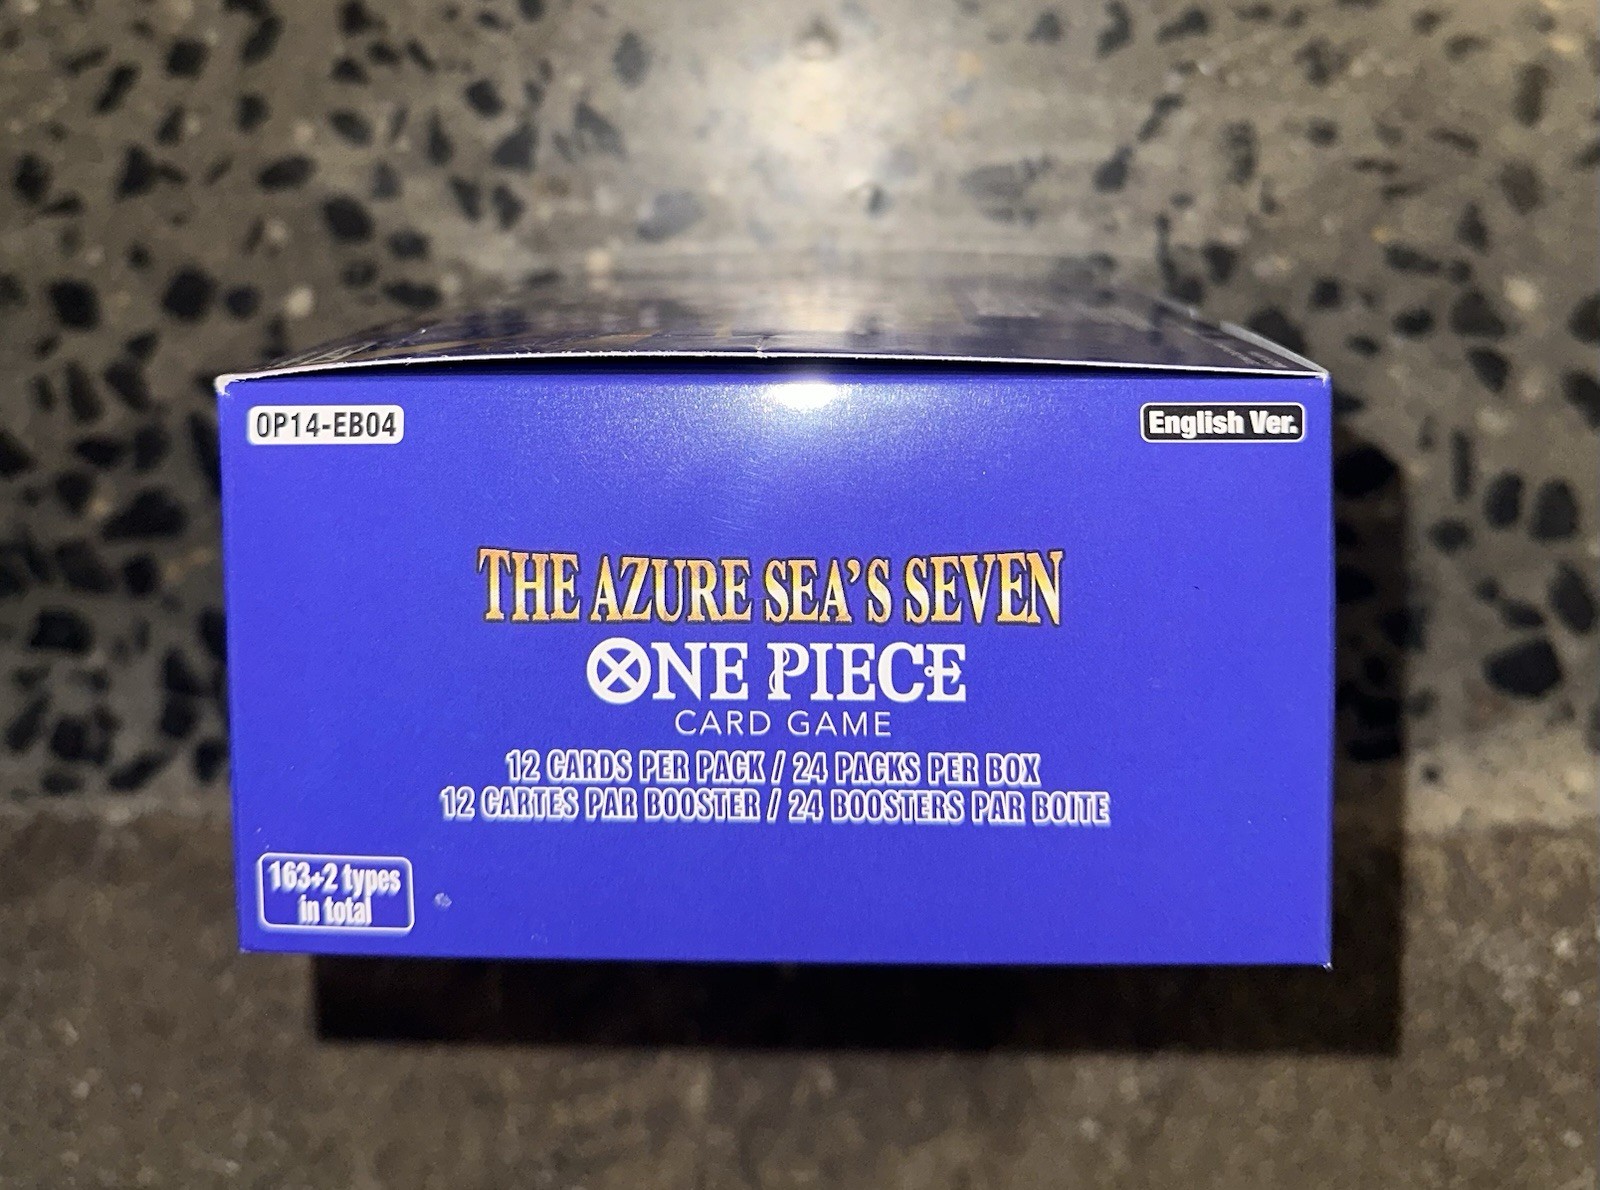 OP14-EB04
English Ver.
THE AZURE SEA'S SEVEN
ONE PIECE
CARD GAME
12 CARDS PER PACK / 24 PACKS PER BOX
12 CARTES PAR BOOSTER / 24 BOOSTERS PAR BOITE
163+2 types
in total